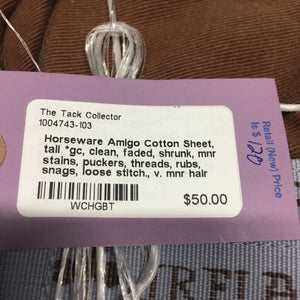 The Tack Collector
1004743-103
Horseware Amigo Cotton Sheet,
tail *gc, clean, faded, shrunk, mnr
stains, puckers, threads, rubs,
snags, loose stitch., v. mnr hair
WCHGBT
$50.00
Retail (New) Price
is $120